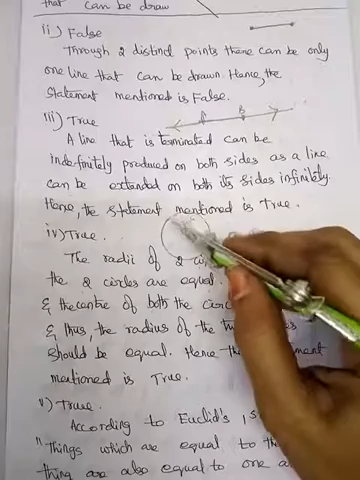 that can be draw
ii) False
Through 2 distinct points there can be only
one line that can be drawn. Hence, the
statement mentioned is False.
iii) True
A line that is terminated can be
indefinitely produced on both sides as a line
can be extended on both its sides infinitely.
Hence, the statement mentioned is True.
iv) True.
The radii of 2
the 2 circles are equal.
& the centre of both the circ
& thus, the radius of the
should be equal. Hence the
mentioned is True.
v) True.
According to Euclid's 1s
"Things which are equal to th
thing are also equal to one a